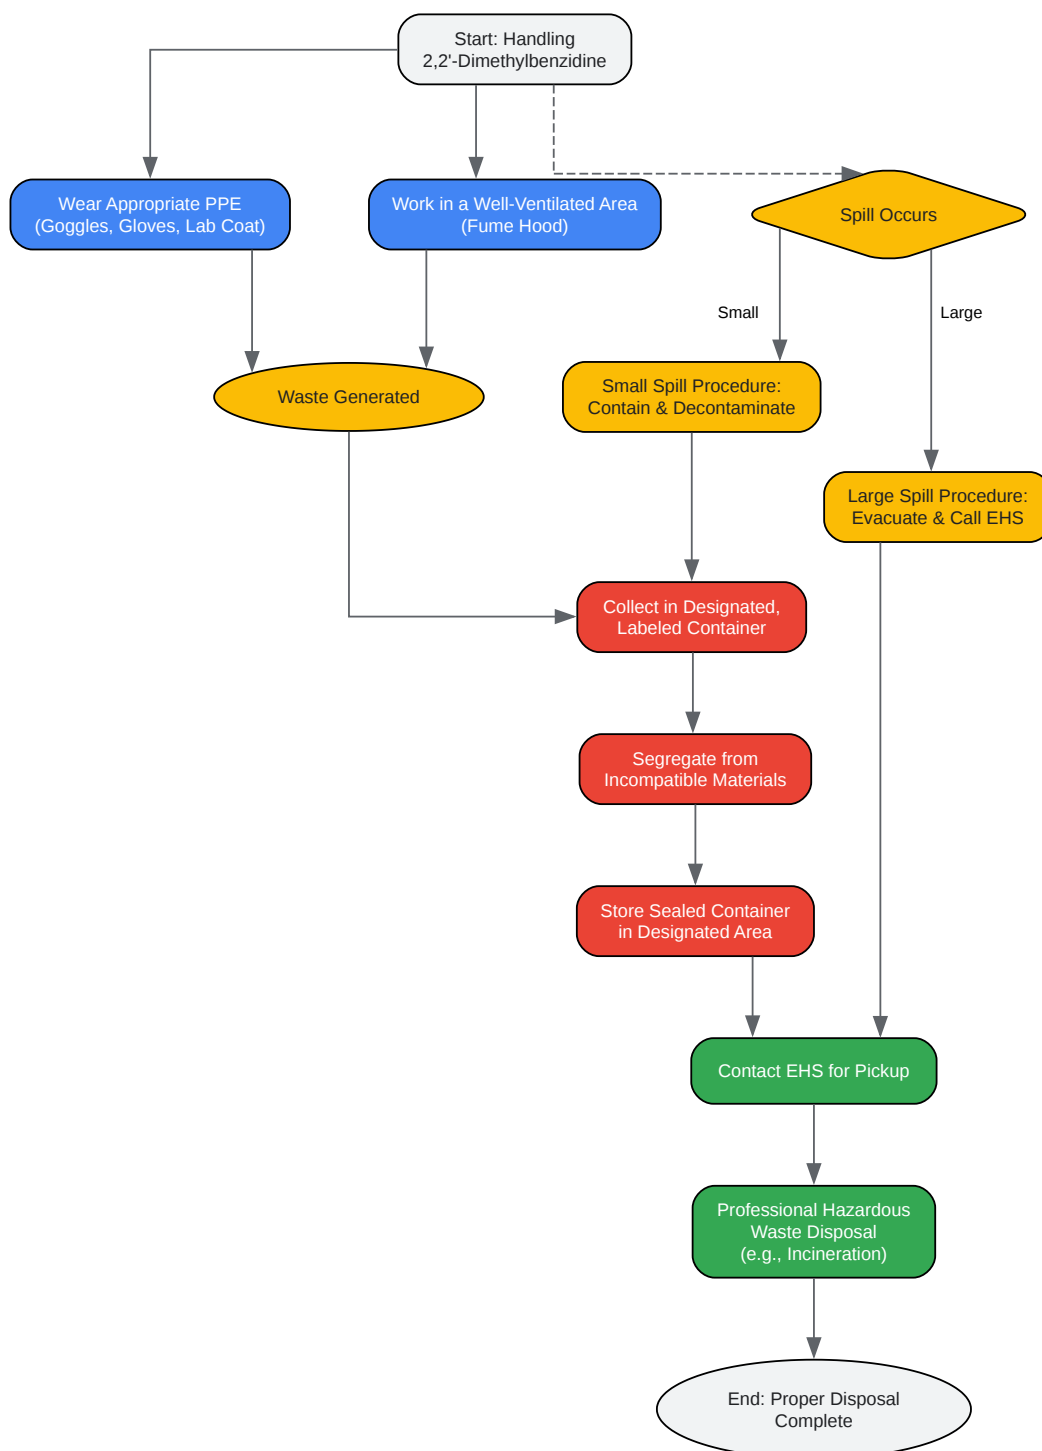 Start: Handling
2,2'-Dimethylbenzidine
Wear Appropriate PPE
(Goggles, Gloves, Lab Coat)
Work in a Well-Ventilated Area
(Fume Hood)
Spill Occurs
Small
Large
Waste Generated
Small Spill Procedure:
Contain & Decontaminate
Large Spill Procedure:
Evacuate & Call EHS
Collect in Designated,
Labeled Container
Segregate from
Incompatible Materials
Store Sealed Container
in Designated Area
Contact EHS for Pickup
Professional Hazardous
Waste Disposal
(e.g., Incineration)
End: Proper Disposal
Complete